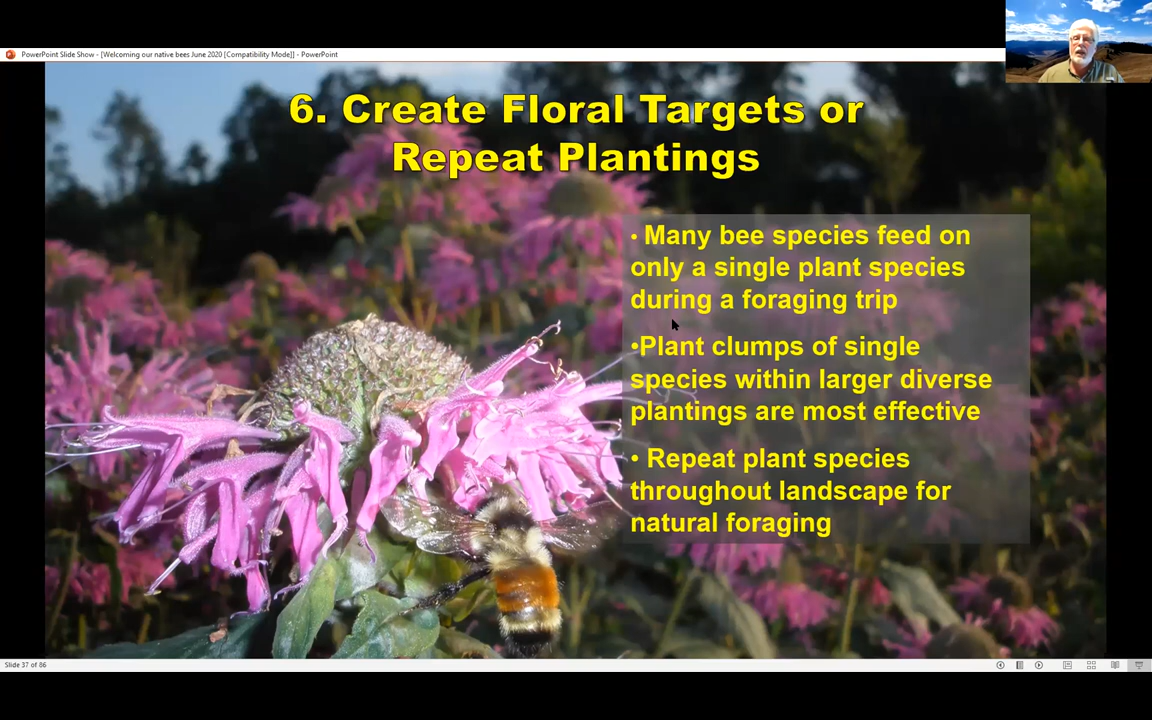 PowerPoint Slide Show - [Welcoming our native bees June 2020 [Compatibility Mode]] - PowerPoint
6. Create Floral Targets or
Repeat Plantings
• Many bee species feed on
only a single plant species
during a foraging trip
•Plant clumps of single
species within larger diverse
plantings are most effective
• Repeat plant species
throughout landscape for
natural foraging
Slide 37 of 86